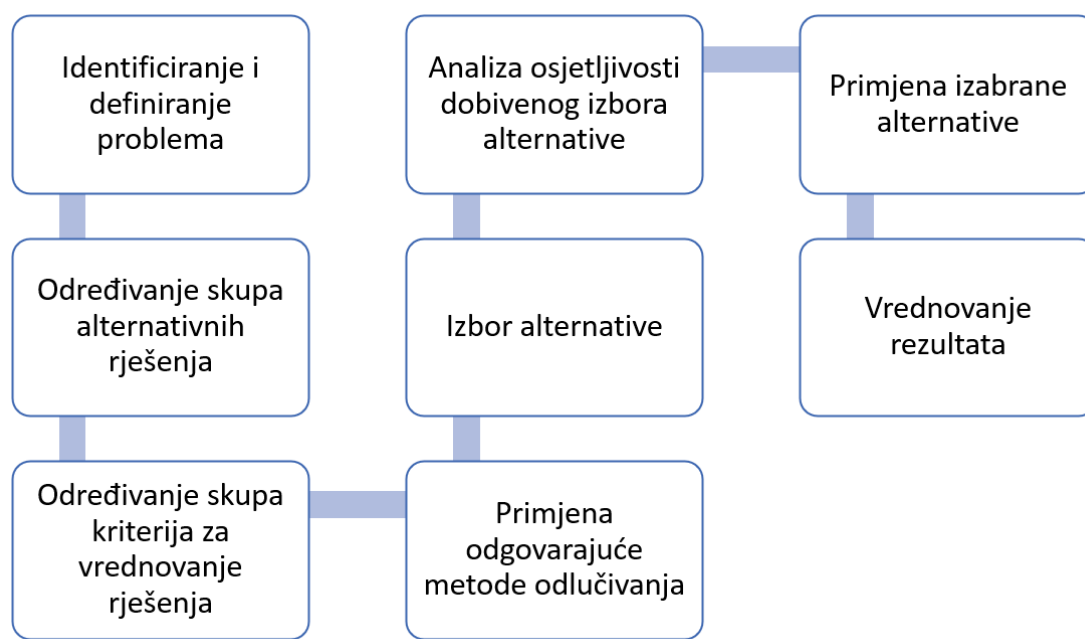 Identificiranje i
definiranje
problema
Određivanje skupa
alternativnih
rješenja
Određivanje skupa
kriterija za
vrednovanje
rješenja
Primjena
odgovarajuće
metode odlučivanja
Izbor alternative
Analiza osjetljivosti
dobivenog izbora
alternative
Primjena izabrane
alternative
Vrednovanje
rezultata